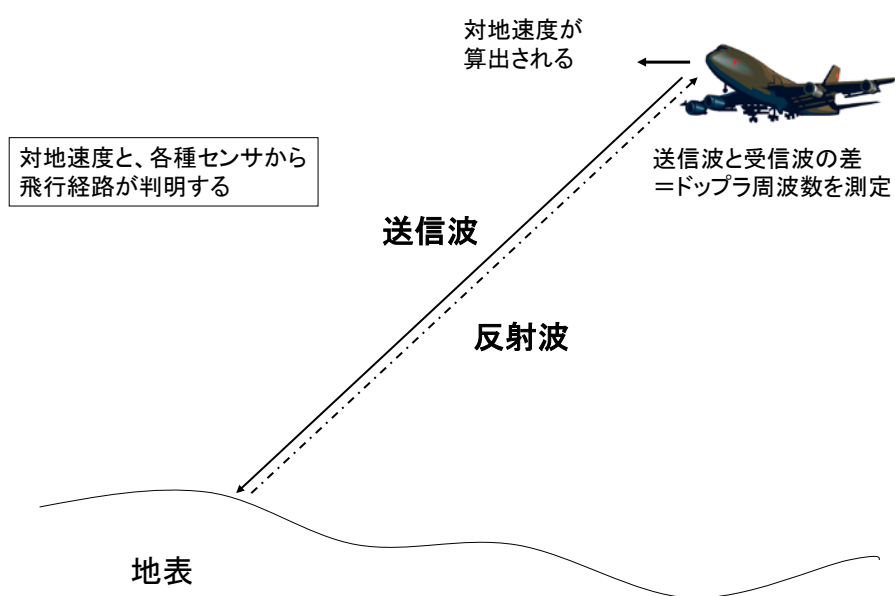 対地速度が
算出される
対地速度と、各種センサから
飛行経路が判明する
送信波と受信波の差
＝ドップラ周波数を測定
送信波
反射波
地表